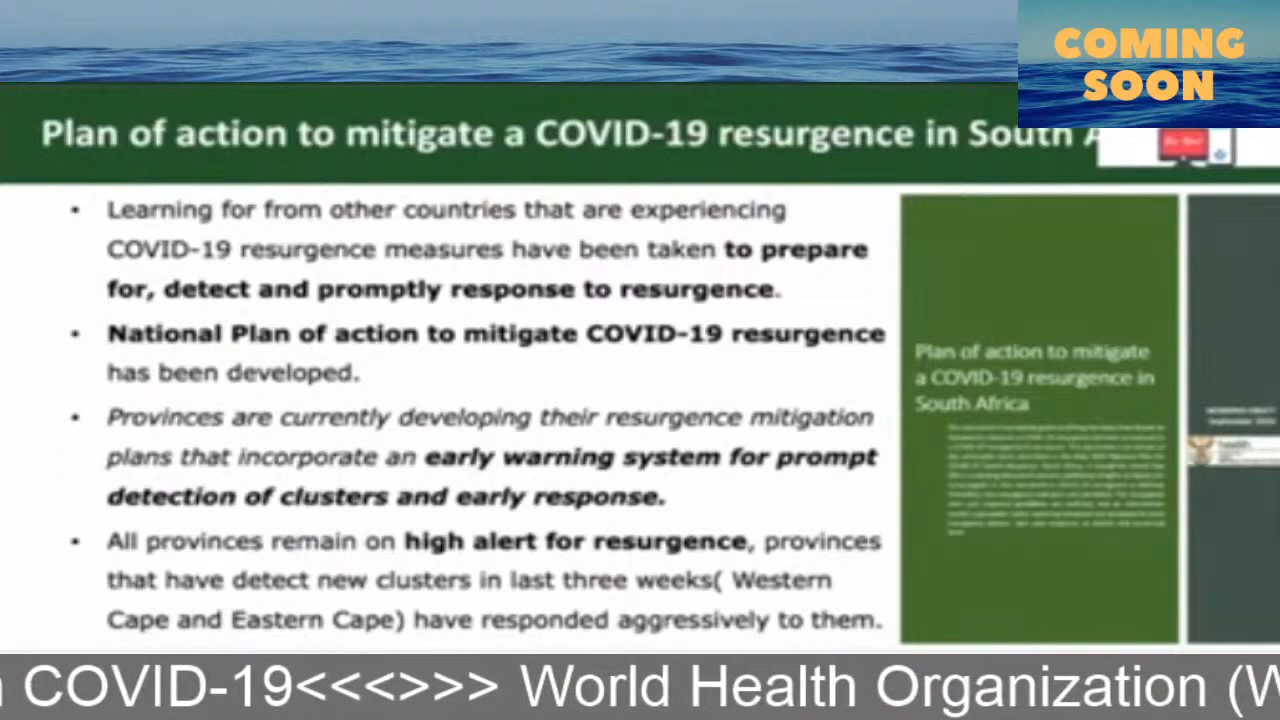 COMING
SOON
Plan of action to mitigate a COVID-19 resurgence in South A
• Learning for from other countries that are experiencing
COVID-19 resurgence measures have been taken to prepare
for, detect and promptly response to resurgence.
• National Plan of action to mitigate COVID-19 resurgence
has been developed.
• Provinces are currently developing their resurgence mitigation
plans that incorporate an early warning system for prompt
detection of clusters and early response.
• All provinces remain on high alert for resurgence, provinces
that have detect new clusters in last three weeks( Western
Cape and Eastern Cape) have responded aggressively to them.
Plan of action to mitigate
a COVID-19 resurgence in
South Africa
health
COVID-19<<<>>> World Health Organization (W